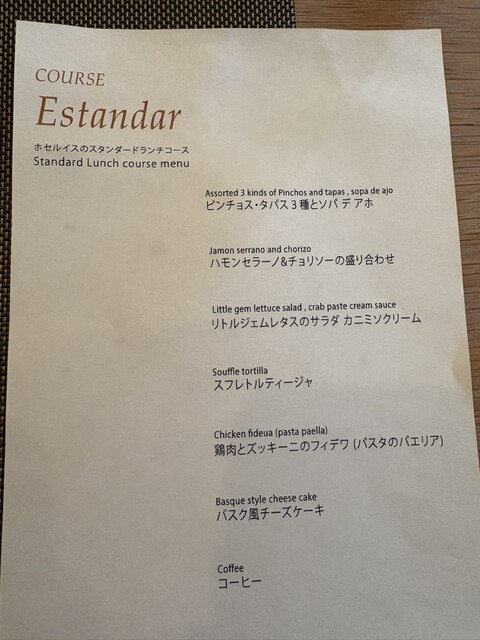 COURSE
Estandar
ホセルイスのスタンダードランチコース
Standard Lunch course menu
Assorted 3 kinds of Pinchos and tapas , sopa de ajo
ピンチョス・タパス３種とソパ デ アホ
Jamon serrano and chorizo
ハモンセラーノ&チョリソーの盛り合わせ
Little gem lettuce salad , crab paste cream sauce
リトルジェムレタスのサラダ カニミソクリーム
Souffle tortilla
スフレトルティージャ
Chicken fideua (pasta paella)
鶏肉とズッキーニのフィデワ (パスタのパエリア)
Basque style cheese cake
バスク風チーズケーキ
Coffee
コーヒー